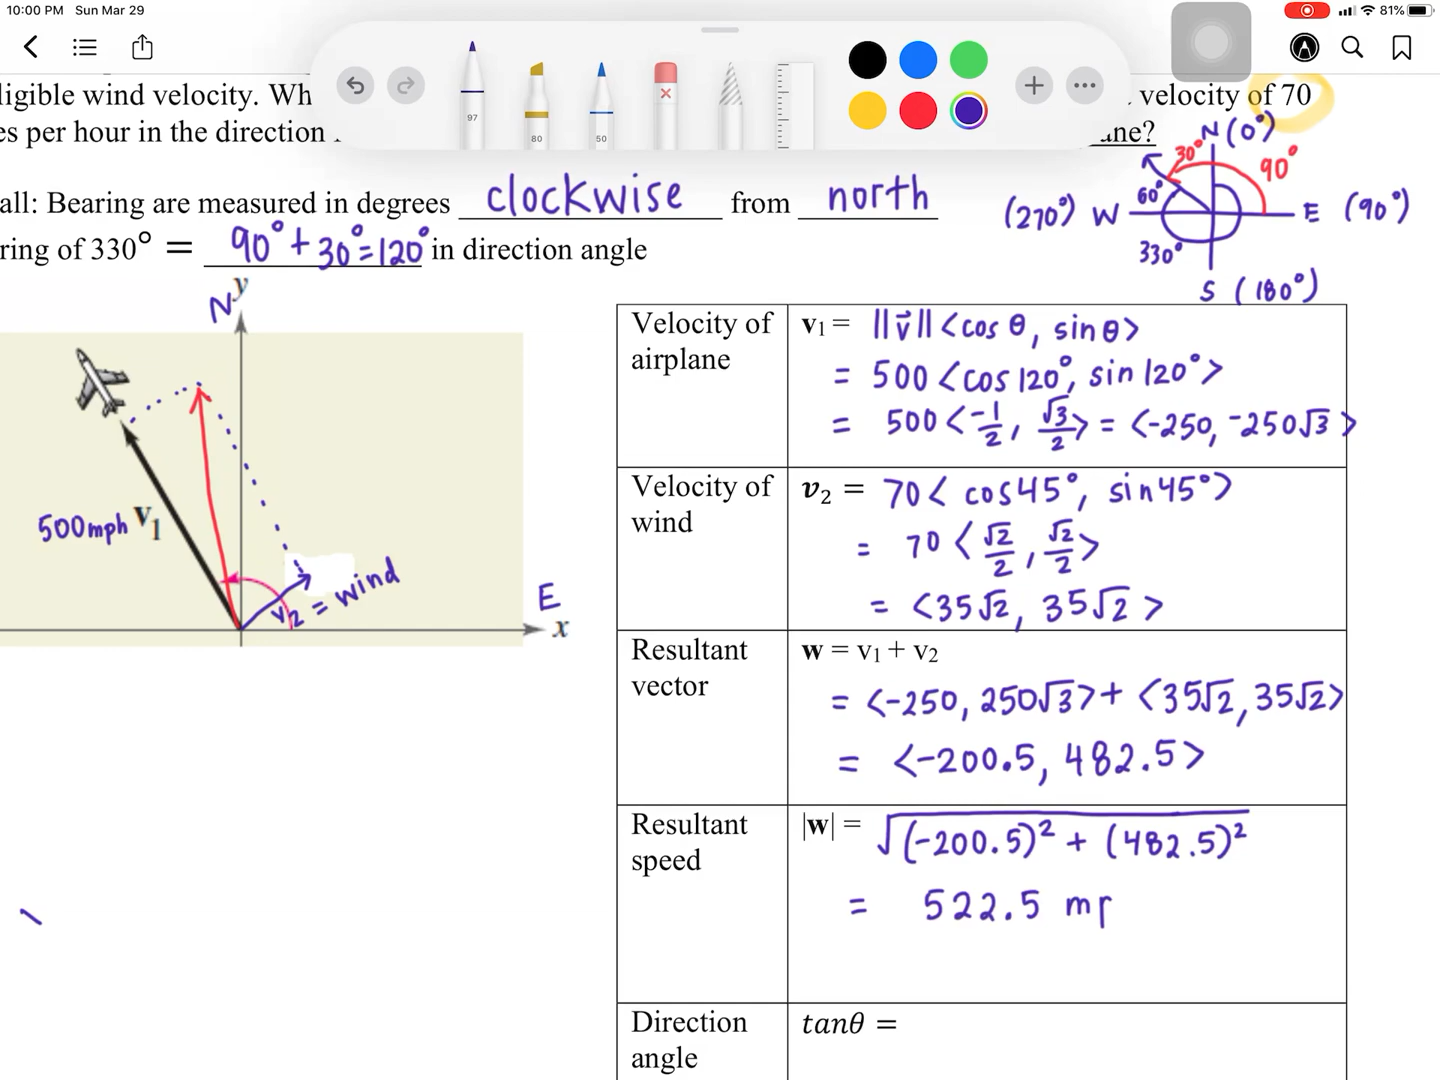 10:00 PM Sun Mar 29
81%
97
80
50
ligible wind velocity. Wh
velocity of 70
es per hour in the direction
ane?
N (0°)
30°
90°
60°
(270°) W
E (90°)
330°
S (180°)
all: Bearing are measured in degrees clockwise from north
ring of 330° = 90° + 30° = 120° in direction angle
N y
500mph v₁
v₂ = wind
E
x
Velocity of airplane
v₁ = ||v⃗|| <cos θ, sin θ>
= 500 <cos 120°, sin 120°>
= 500 <-1/2, √3/2> = <-250, -250√3>
Velocity of wind
v₂ = 70 < cos45°, sin45°>
= 70 <√2/2, √2/2>
= <35√2, 35√2>
Resultant vector
w = v₁ + v₂
= <-250, 250√3> + <35√2, 35√2>
= <-200.5, 482.5>
Resultant speed
|w| = √(-200.5)² + (482.5)²
= 522.5 mp
Direction angle
tanθ =